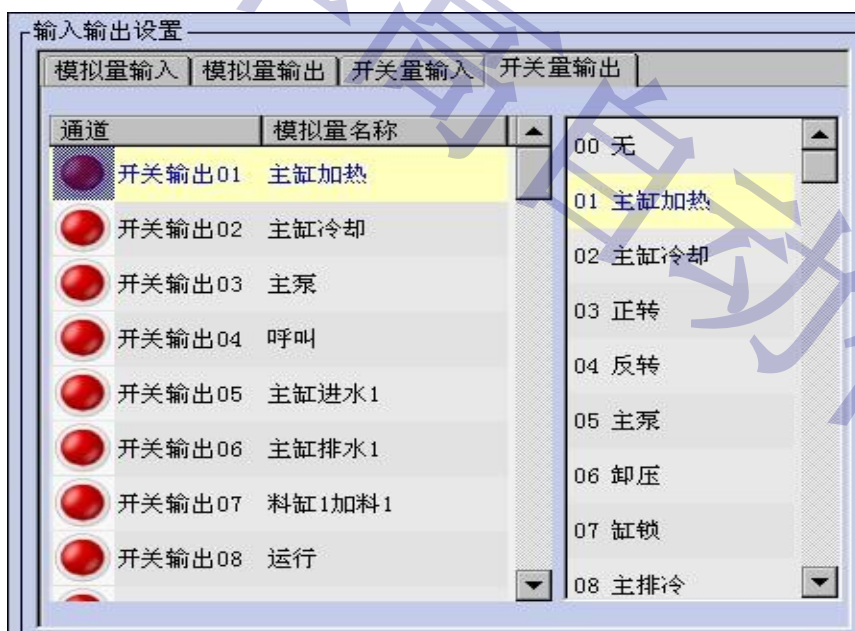 输入输出设置
模拟量输入 模拟量输出 开关量输入 开关量输出
通道 模拟量名称
开关输出01 主缸加热
开关输出02 主缸冷却
开关输出03 主泵
开关输出04 呼叫
开关输出05 主缸进水1
开关输出06 主缸排水1
开关输出07 料缸1加料1
开关输出08 运行
00 无
01 主缸加热
02 主缸冷却
03 正转
04 反转
05 主泵
06 卸压
07 缸锁
08 主排冷